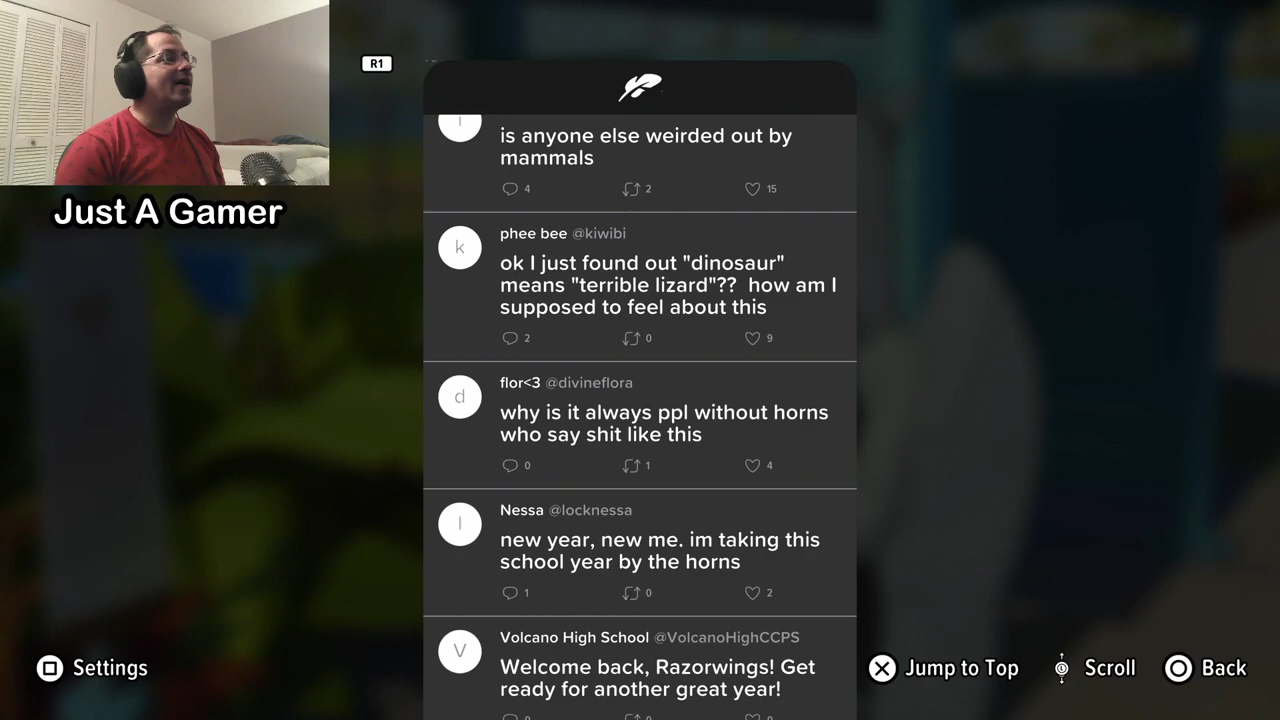 R1
Just A Gamer
is anyone else weirded out by
mammals
4 2 15
k
phee bee @kiwibi
ok I just found out "dinosaur"
means "terrible lizard"??  how am I
supposed to feel about this
2 0 9
d
flor<3 @divineflora
why is it always ppl without horns
who say shit like this
0 1 4
l
Nessa @locknessa
new year, new me. im taking this
school year by the horns
1 0 2
V
Volcano High School @VolcanoHighCCPS
Welcome back, Razorwings! Get
ready for another great year!
Settings
Jump to Top
Scroll
Back